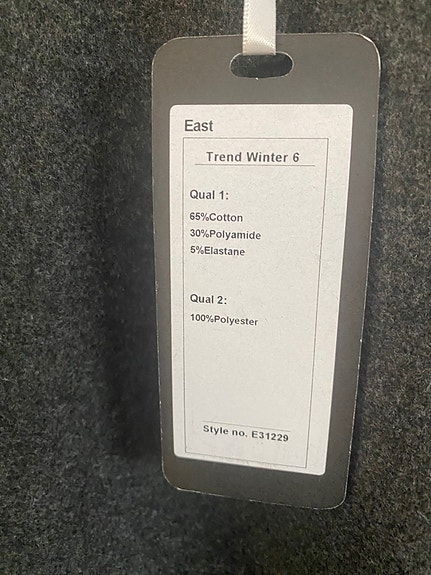 East
Trend Winter 6
Qual 1:
65%Cotton
30%Polyamide
5%Elastane
Qual 2:
100%Polyester
Style no. E31229